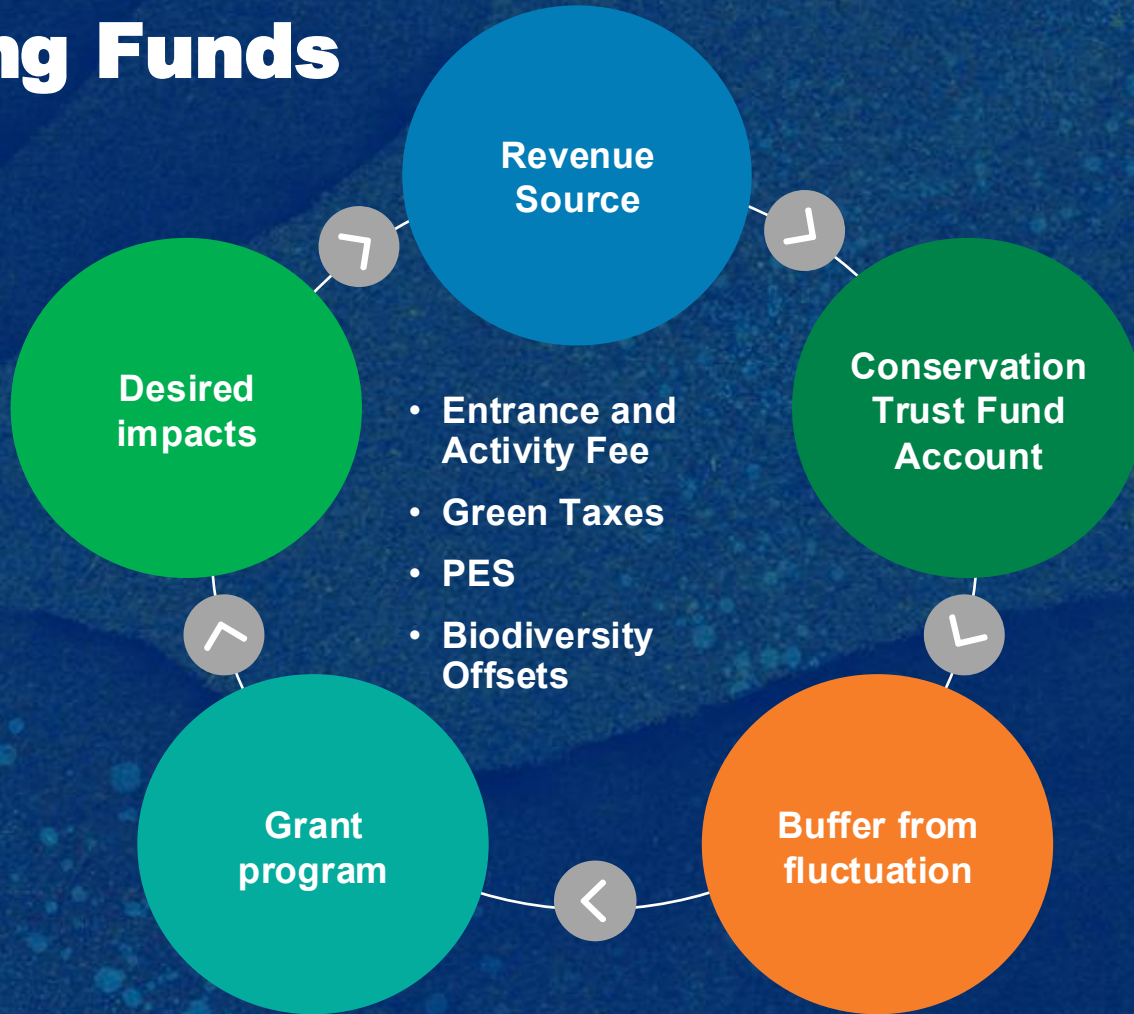 ng Funds
Revenue
Source
Conservation
Trust Fund
Account
Buffer from
fluctuation
Grant
program
Desired
impacts
• Entrance and
Activity Fee
• Green Taxes
• PES
• Biodiversity
Offsets